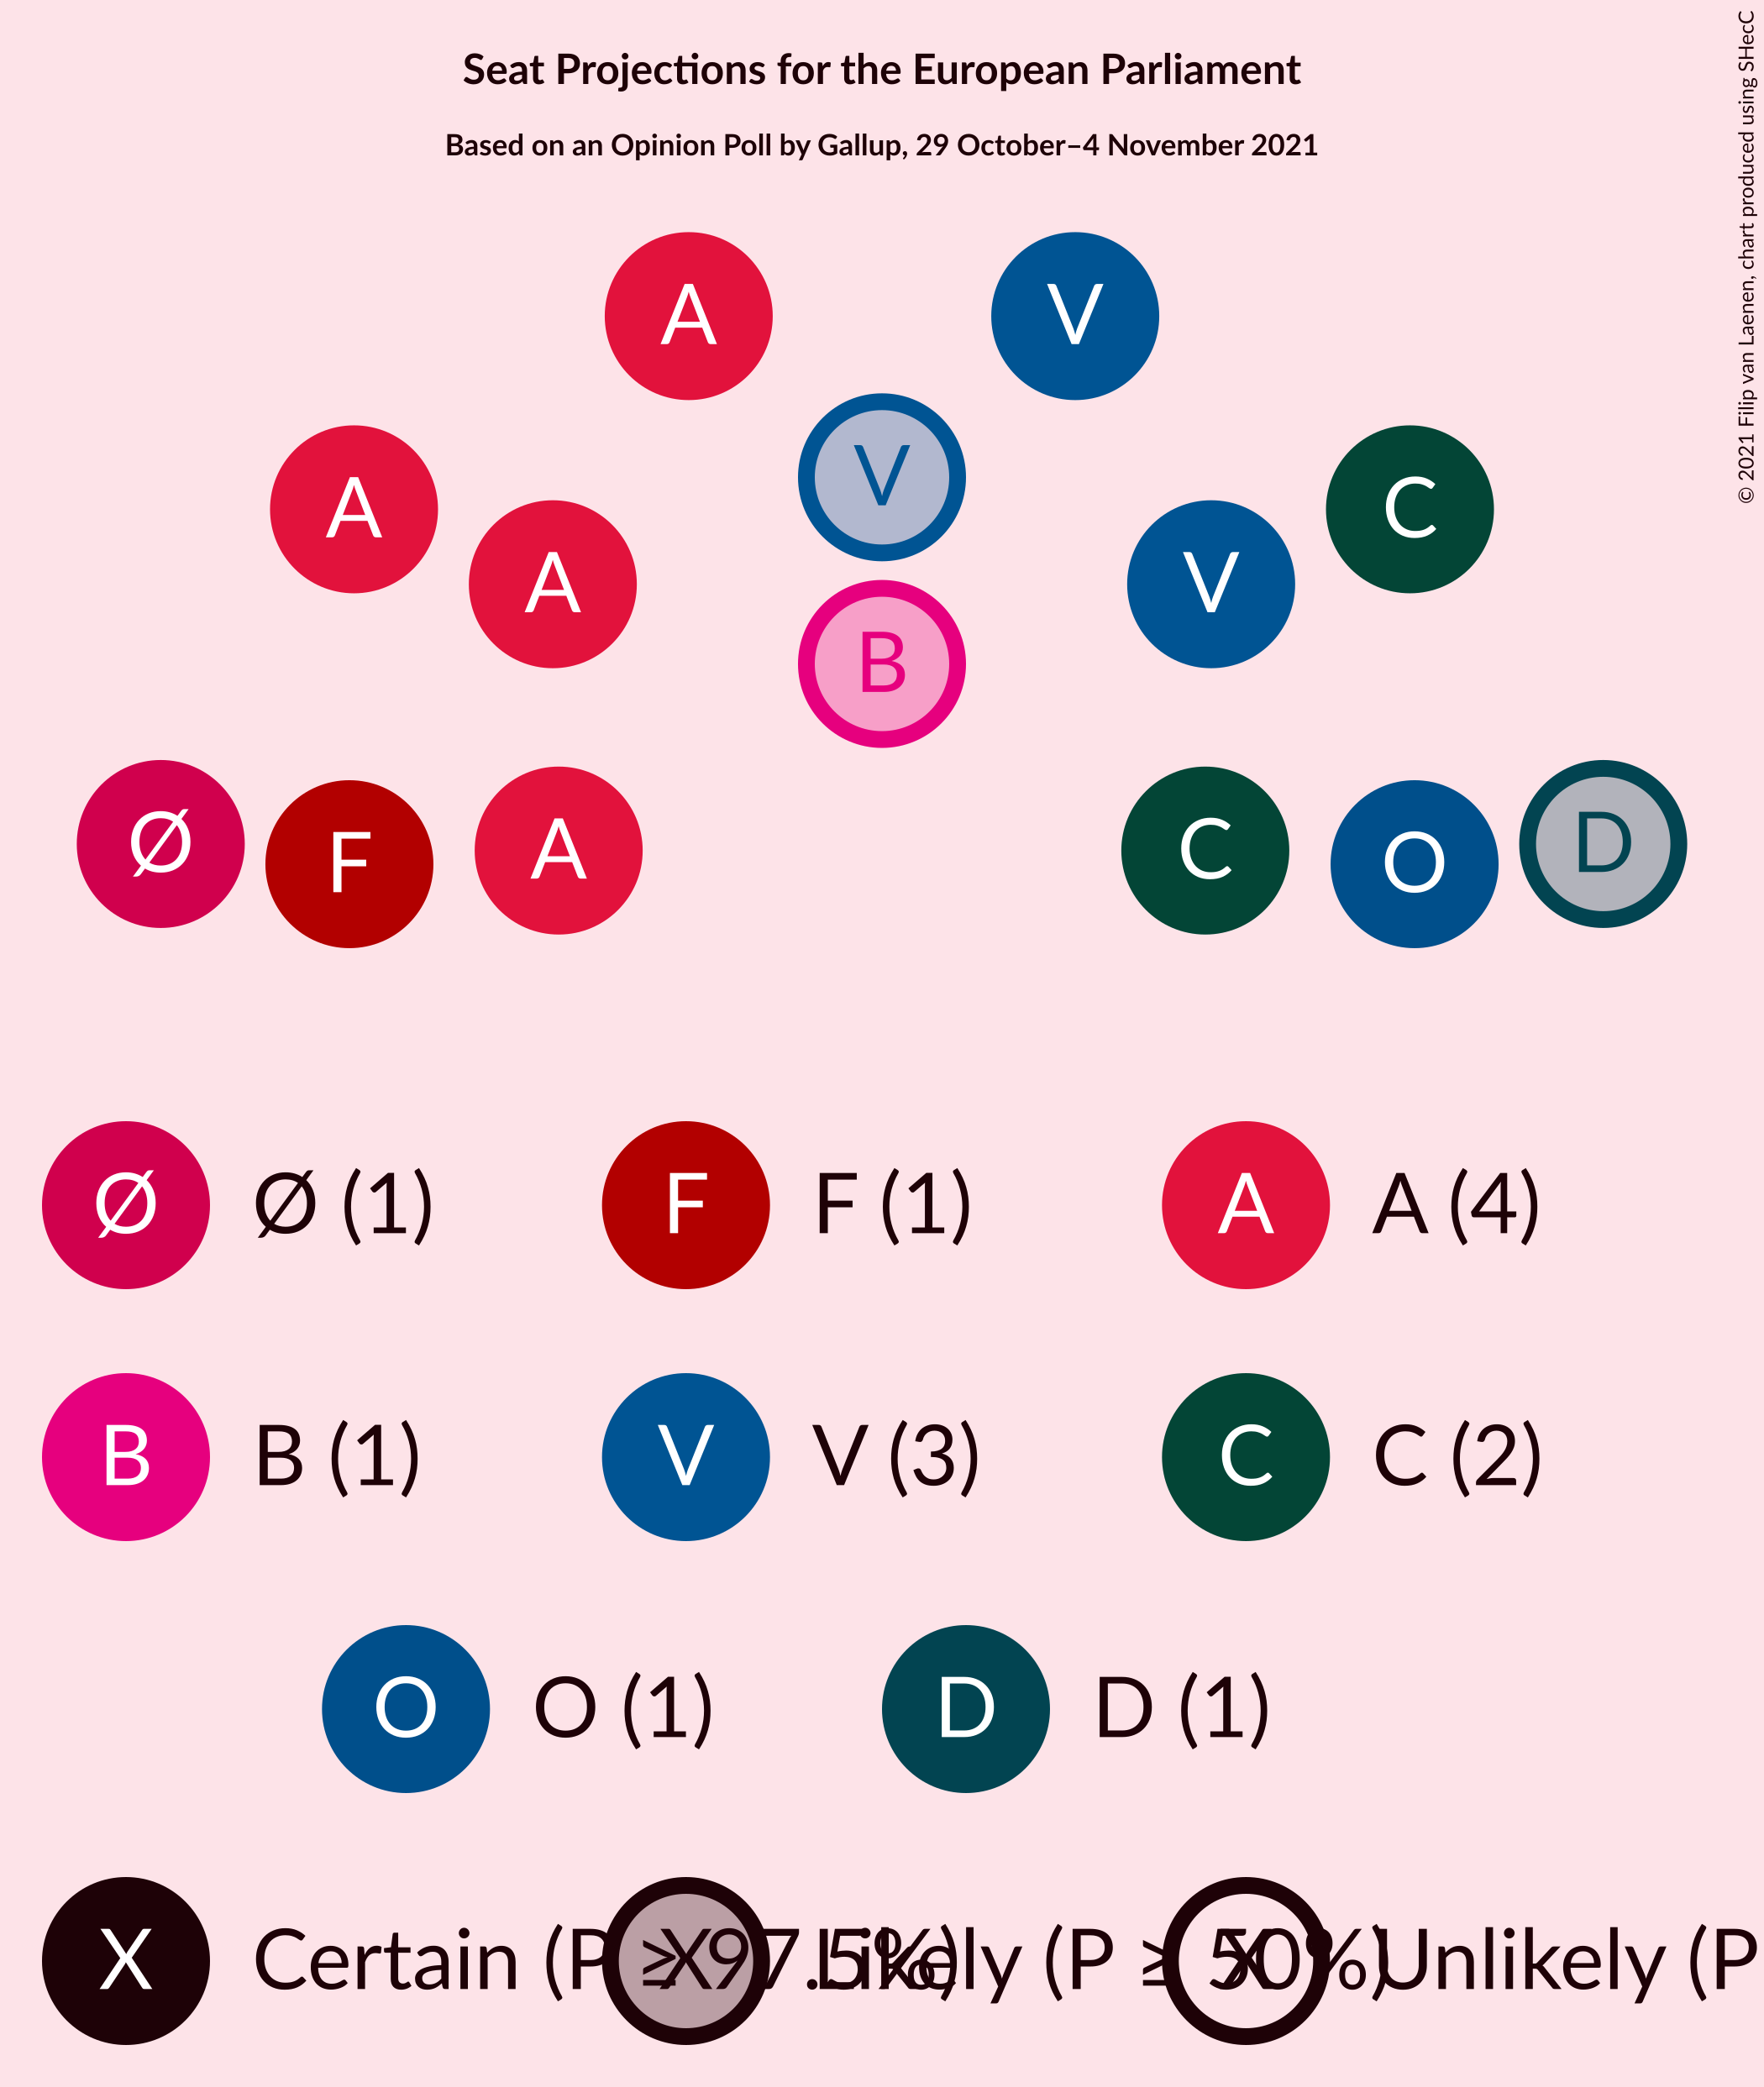 Seat Projections for the European Parliament
Based on an Opinion Poll by Gallup, 29 October–4 November 2021
© 2021 Filip van Laenen, chart produced using SHecC
A V
V
A C
A V
B
Ø F A C O D
Ø Ø (1) F F (1) A A (4)
B B (1) V V (3) C C (2)
O O (1) D D (1)
X Certain (P ≥ 97.5%) X Likely (P ≥ 50%) X Unlikely (P